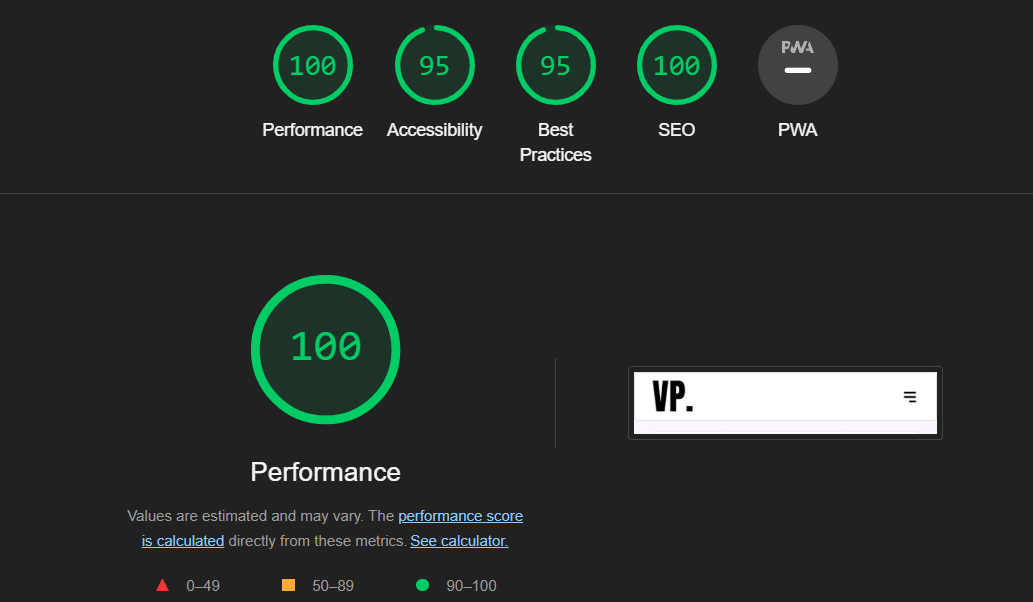 100
95
95
100
PWA
Performance
Accessibility
Best
Practices
SEO
PWA
100
VP.
Performance
Values are estimated and may vary. The performance score
is calculated directly from these metrics. See calculator.
0–49
50–89
90–100